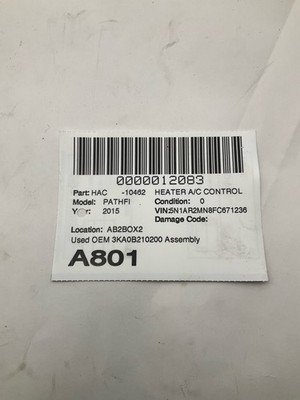 0000012083
Part: HAC -10462 HEATER A/C CONTROL
Model: PATHFI Condition: 0
Year: 2015 VIN:5N1AR2MN8FC671236
Damage Code:
Location: AB2BOX2
Used OEM 3KA0B210200 Assembly
A801